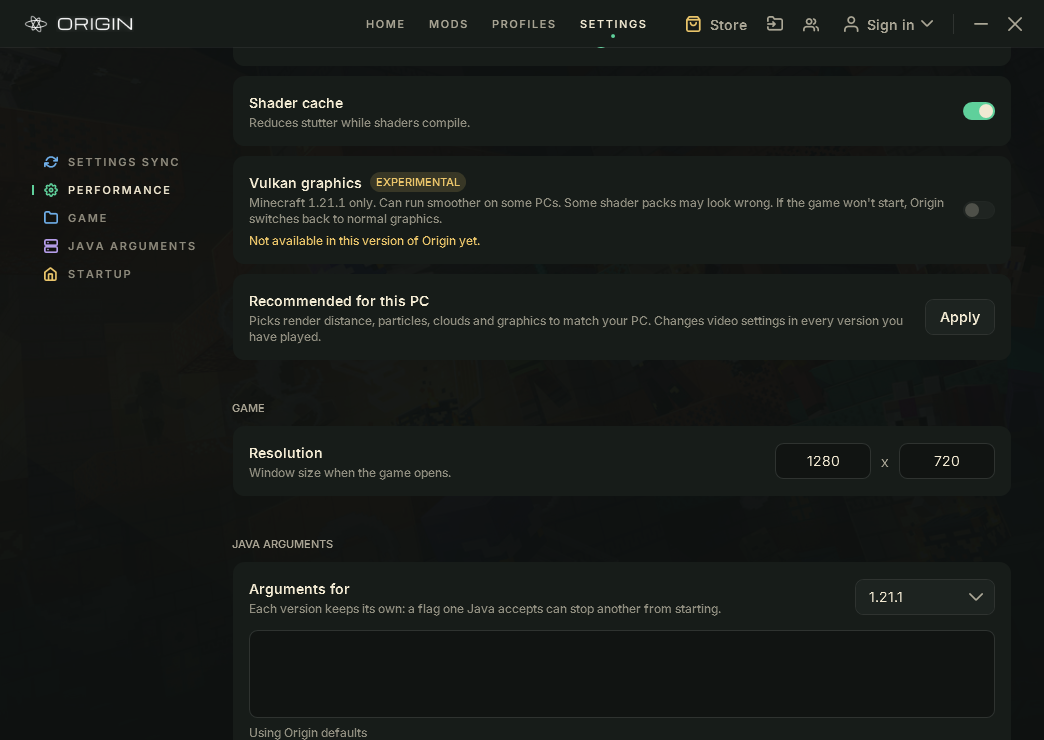 ORIGIN
HOME
MODS
PROFILES
SETTINGS
Store
Sign in
SETTINGS SYNC
PERFORMANCE
GAME
JAVA ARGUMENTS
STARTUP
Shader cache
Reduces stutter while shaders compile.
Vulkan graphics EXPERIMENTAL
Minecraft 1.21.1 only. Can run smoother on some PCs. Some shader packs may look wrong. If the game won't start, Origin
switches back to normal graphics.
Not available in this version of Origin yet.
Recommended for this PC
Picks render distance, particles, clouds and graphics to match your PC. Changes video settings in every version you
have played.
Apply
GAME
Resolution
Window size when the game opens.
1280 x 720
JAVA ARGUMENTS
Arguments for
Each version keeps its own: a flag one Java accepts can stop another from starting.
1.21.1
Using Origin defaults